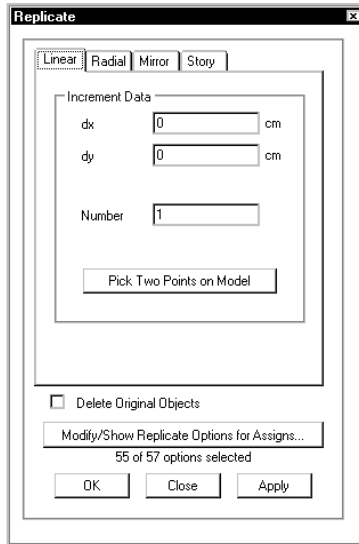 Replicate
Linear Radial Mirror Story
Increment Data
dx 0 cm
dy 0 cm
Number 1
Pick Two Points on Model
Delete Original Objects
Modify/Show Replicate Options for Assigns...
55 of 57 options selected
OK Close Apply